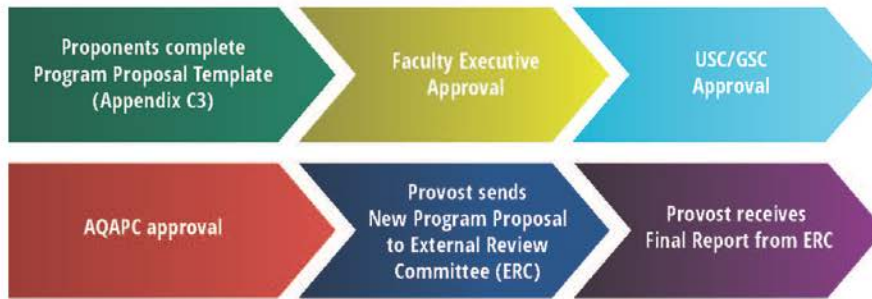 Proponents complete
Program Proposal Template
(Appendix C3)
Faculty Executive
Approval
USC/GSC
Approval
AQAPC approval
Provost sends
New Program Proposal
to External Review
Committee (ERC)
Provost receives
Final Report from ERC